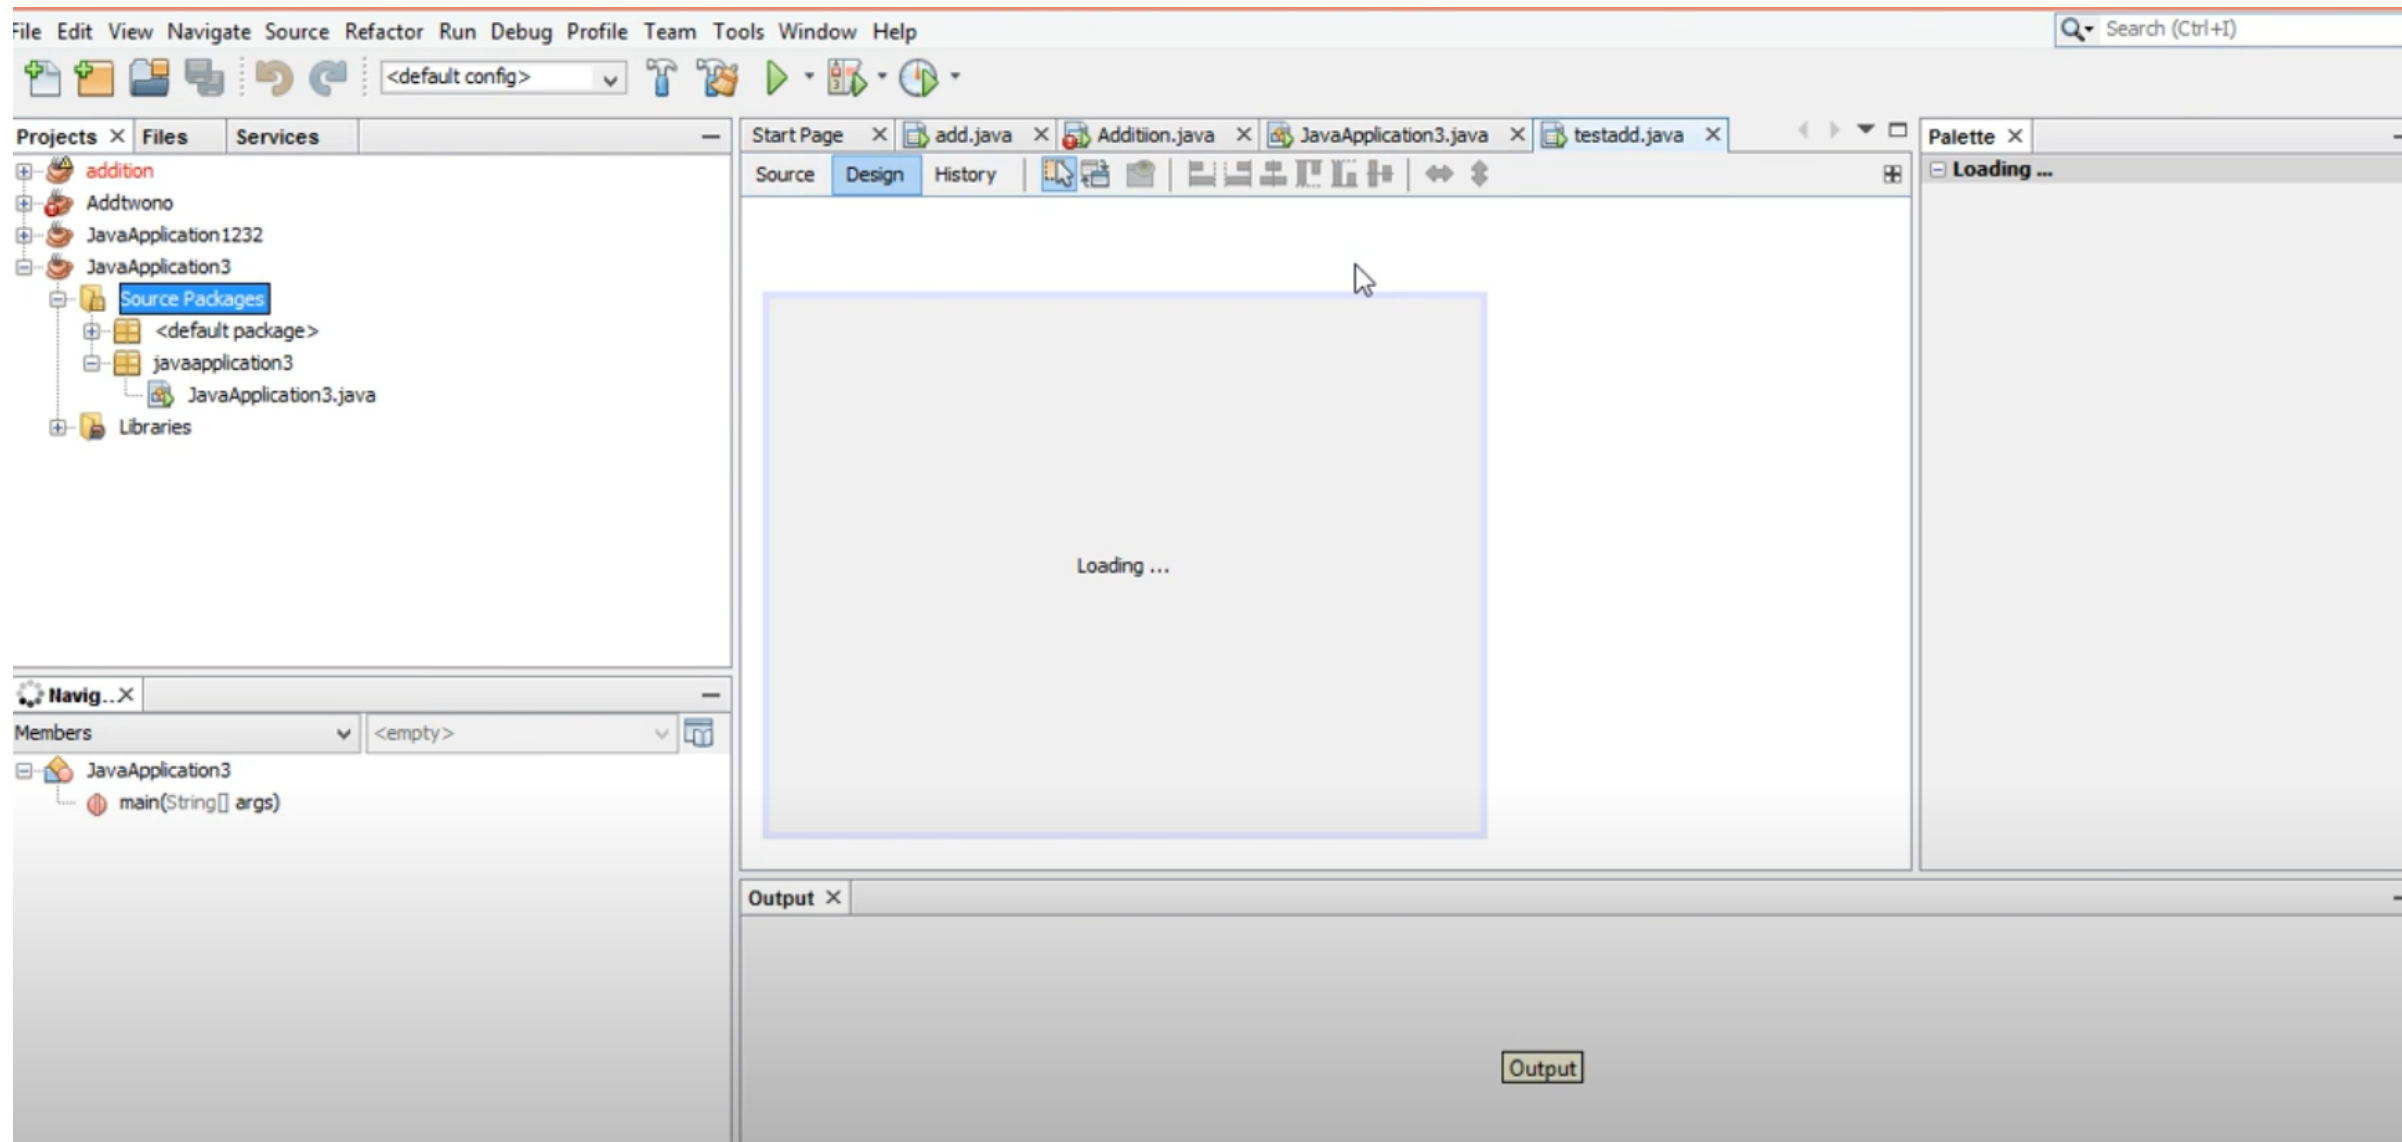 File Edit View Navigate Source Refactor Run Debug Profile Team Tools Window Help
Search (Ctrl+I)
<default config>
Projects Files Services
addition
Addtwono
JavaApplication1232
JavaApplication3
Source Packages
<default package>
javaapplication3
JavaApplication3.java
Libraries
Navig..
Members <empty>
JavaApplication3
main(String[] args)
Start Page add.java Additiion.java JavaApplication3.java testadd.java
Source Design History
Loading ...
Palette
Loading ...
Output
Output